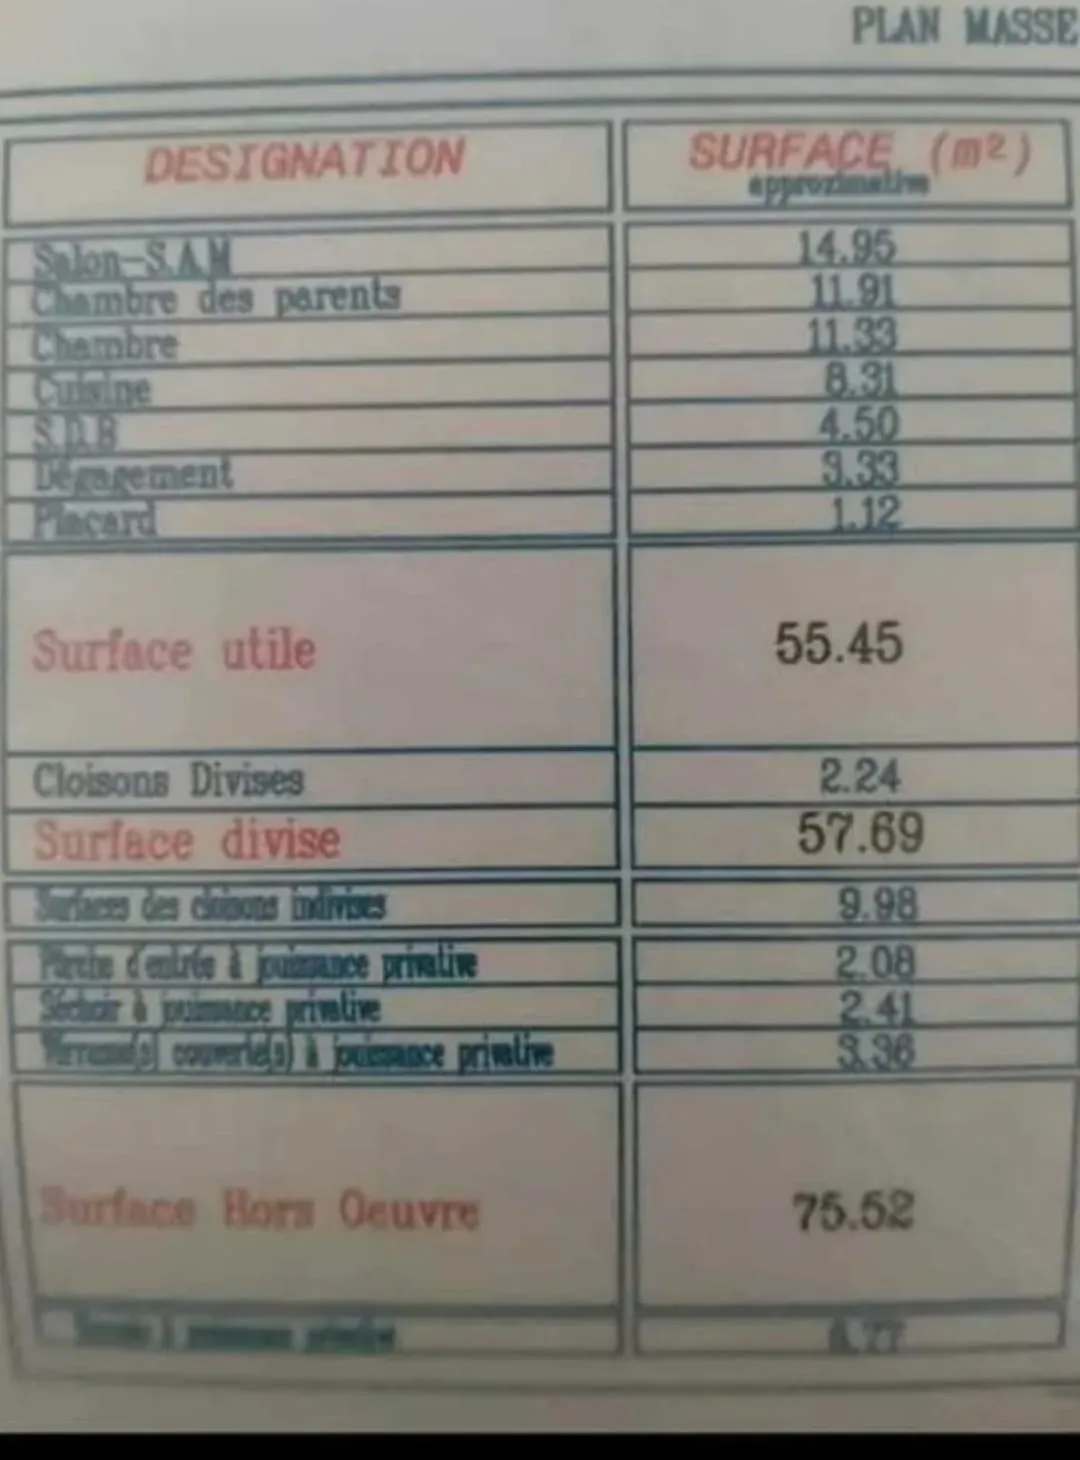 PLAN MASSE
DESIGNATION SURFACE (m²)
approximative
Salon-S.A.M 14.95
Chambre des parents 11.91
Chambre 11.33
Cuisine 8.31
S.D.B 4.50
Dégagement 3.33
Placard 1.12
Surface utile 55.45
Cloisons Divises 2.24
Surface divise 57.69
Surfaces des cloisons indivises 9.98
d'entrée à jouissance privative 2.08
Séchoir à jouissance privative 2.41
couverte(s) à jouissance privative 3.36
Surface Hors Oeuvre 75.52